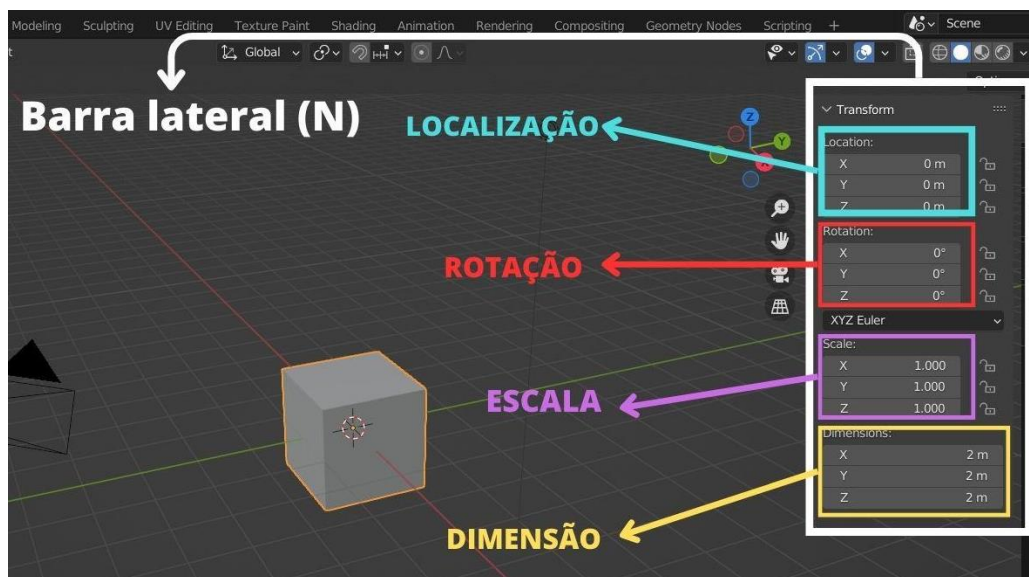 Modeling Sculpting UV Editing Texture Paint Shading Animation Rendering Compositing Geometry Nodes Scripting + Scene
Global
Barra lateral (N)
Transform
LOCALIZAÇÃO
Location:
X 0 m
Y 0 m
Z 0 m
ROTAÇÃO
Rotation:
X 0°
Y 0°
Z 0°
XYZ Euler
ESCALA
Scale:
X 1.000
Y 1.000
Z 1.000
DIMENSÃO
Dimensions:
X 2 m
Y 2 m
Z 2 m
Z
Y